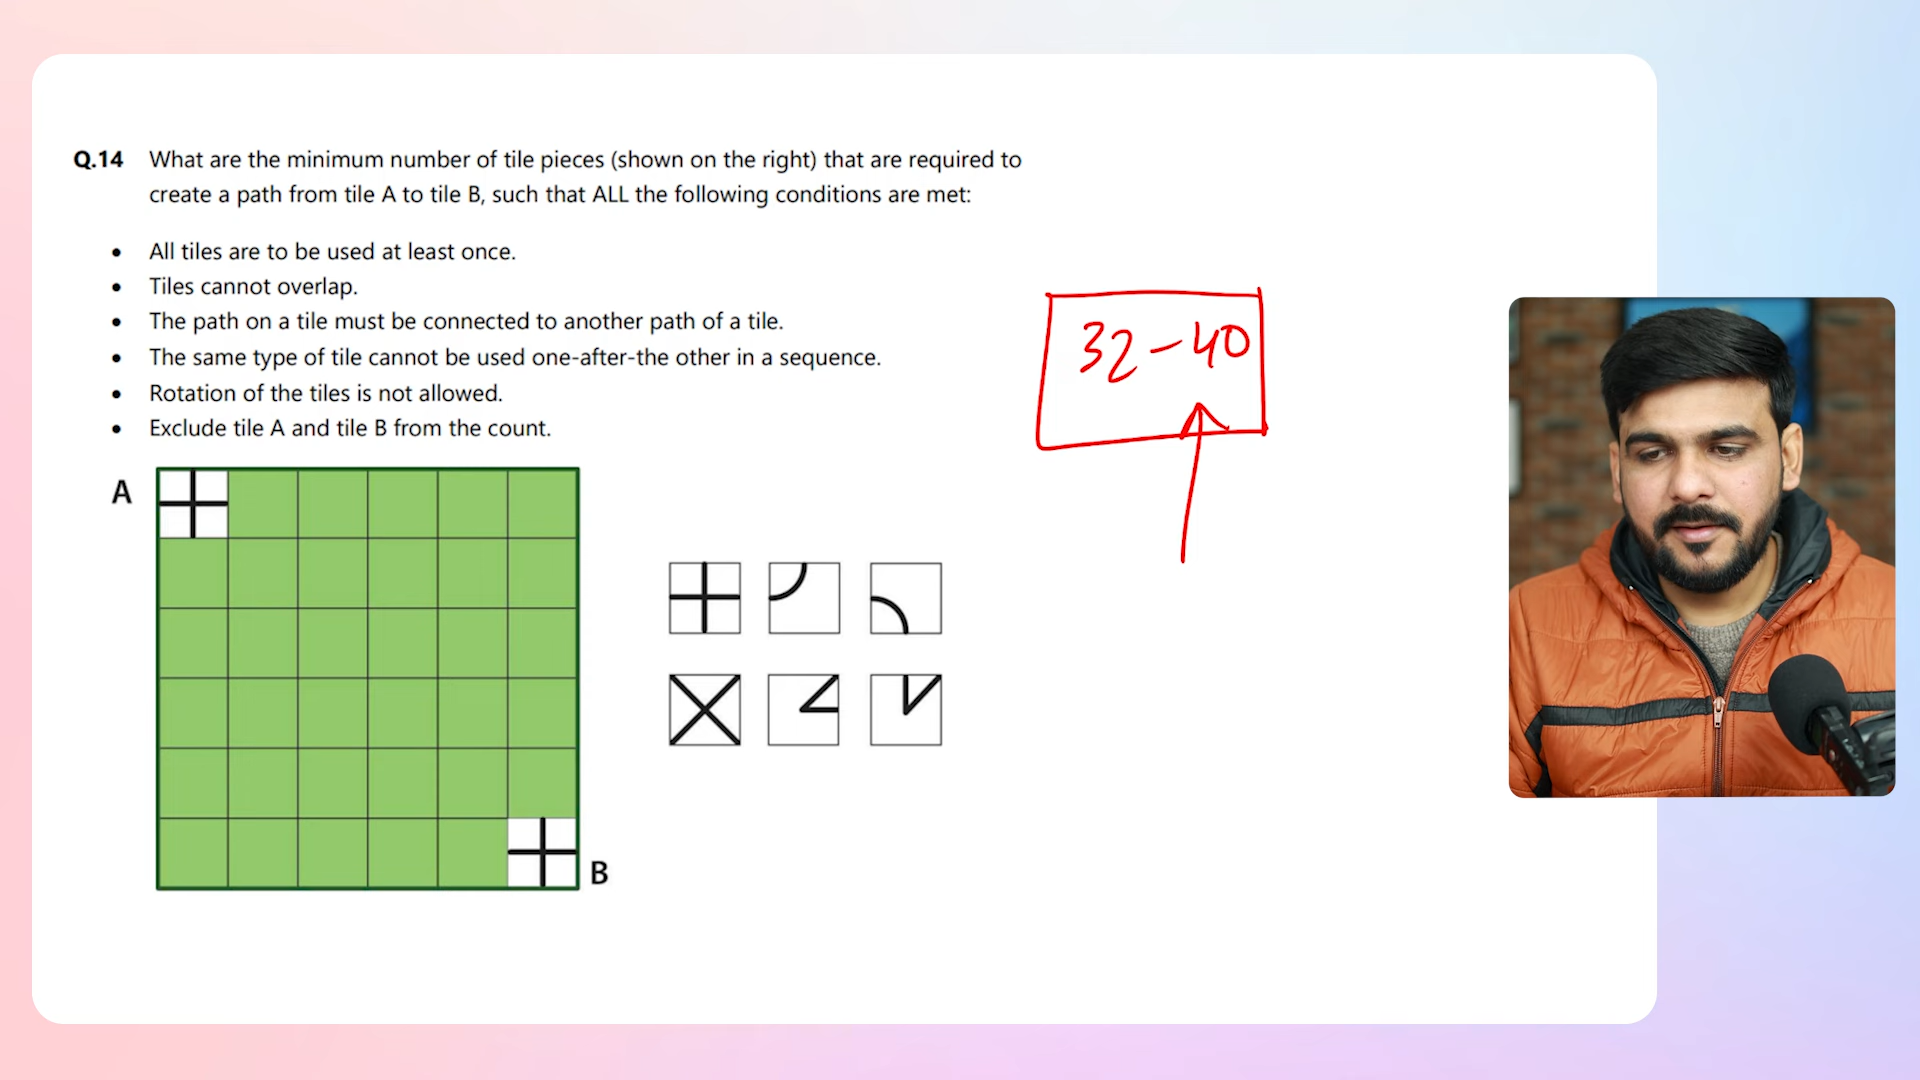 Q.14 What are the minimum number of tile pieces (shown on the right) that are required to
create a path from tile A to tile B, such that ALL the following conditions are met:
• All tiles are to be used at least once.
• Tiles cannot overlap.
• The path on a tile must be connected to another path of a tile.
• The same type of tile cannot be used one-after-the other in a sequence.
• Rotation of the tiles is not allowed.
• Exclude tile A and tile B from the count.
32-40
A
B